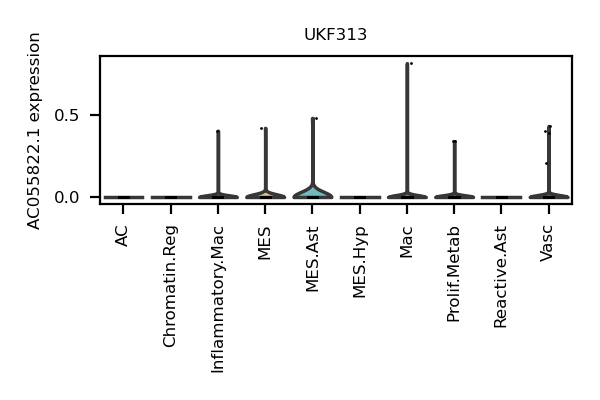 UKF313
AC055822.1 expression
0.5
0.0
AC
Chromatin.Reg
Inflammatory.Mac
MES
MES.Ast
MES.Hyp
Mac
Prolif.Metab
Reactive.Ast
Vasc